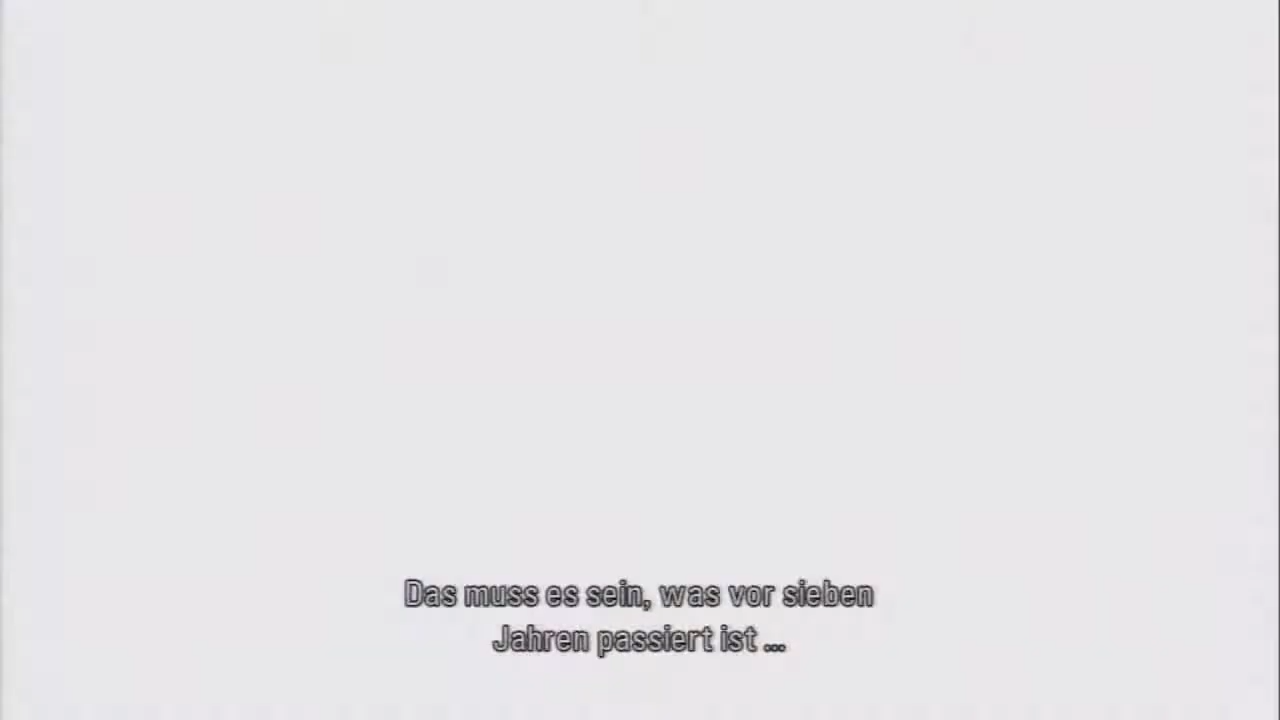 Das muss es sein, was vor sieben
Jahren passiert ist ...